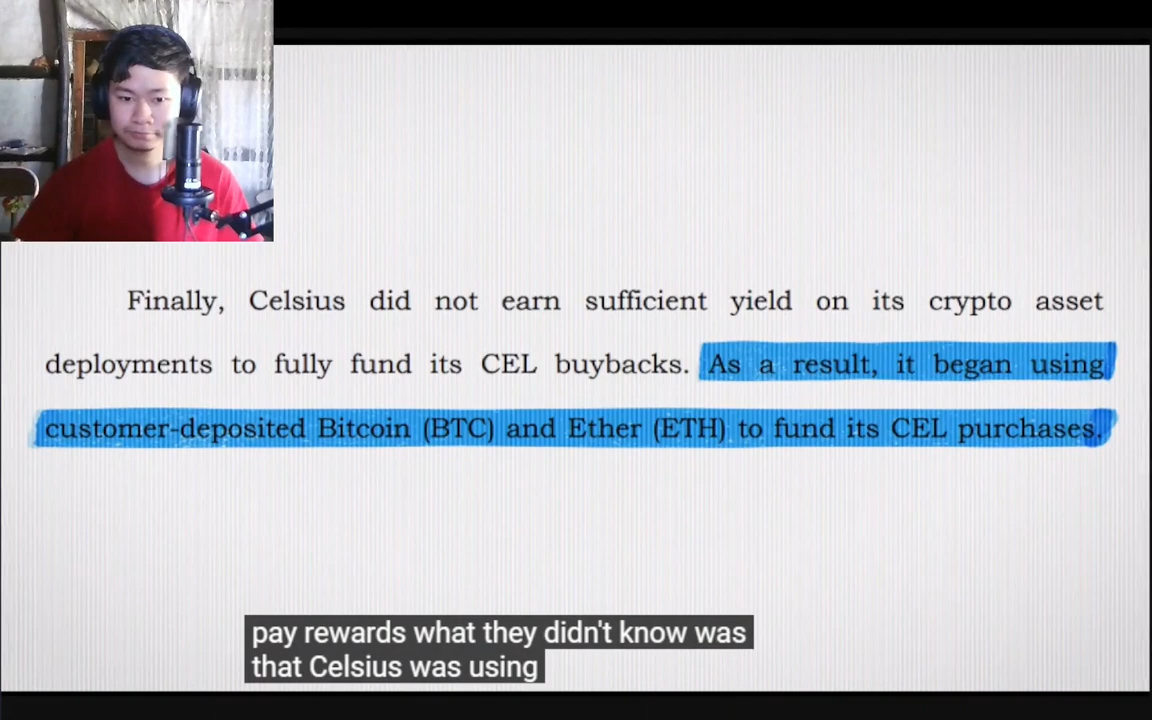 Finally, Celsius did not earn sufficient yield on its crypto asset
deployments to fully fund its CEL buybacks. As a result, it began using
customer-deposited Bitcoin (BTC) and Ether (ETH) to fund its CEL purchases.
pay rewards what they didn't know was
that Celsius was using